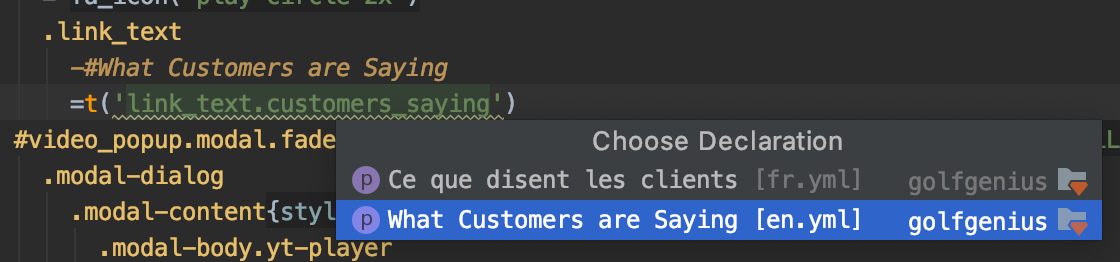 = fa_icon("play-circle 2x")
.link_text
-#What Customers are Saying
=t('link_text.customers_saying')
#video_popup.modal.fade
Choose Declaration
LL
.modal-dialog
p Ce que disent les clients [fr.yml] golfgenius
.modal-content{styl
p What Customers are Saying [en.yml] golfgenius
.modal-body.yt-player